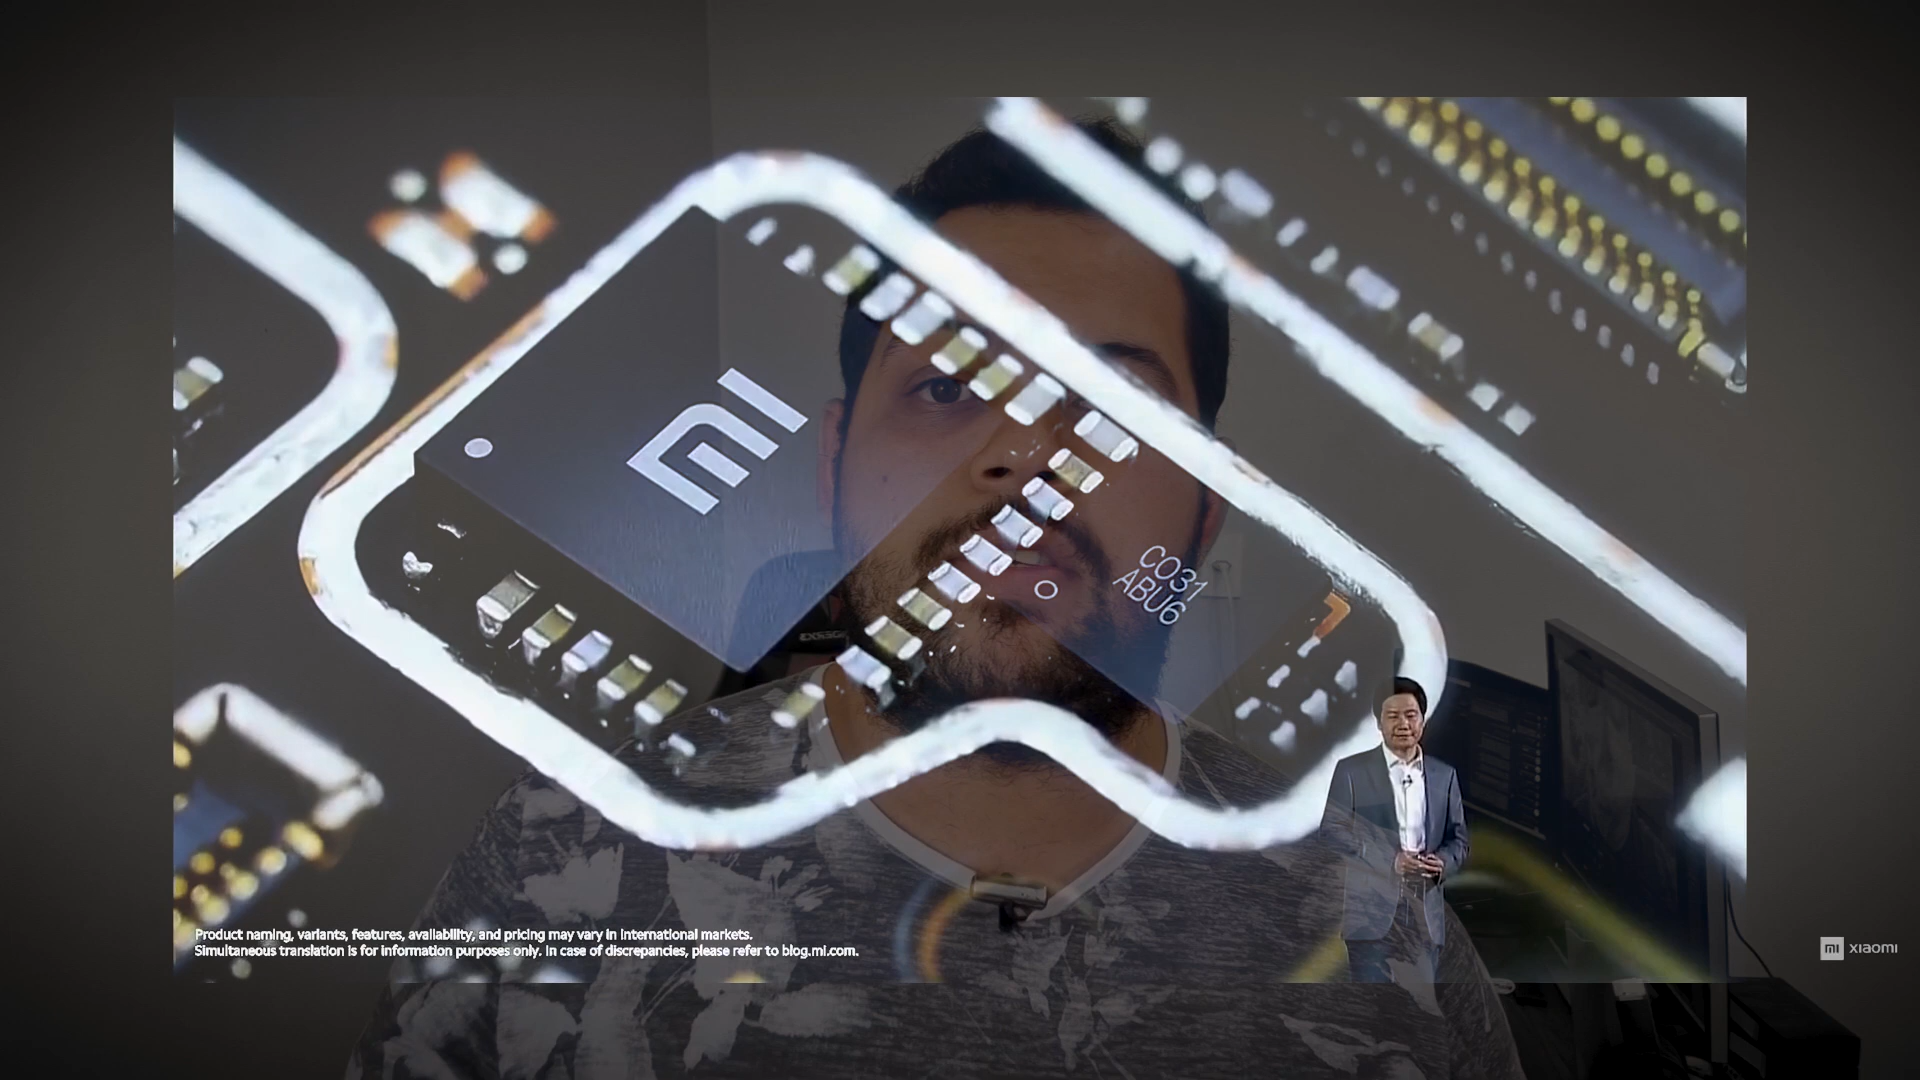 MI
CO31
ABU6
Product naming, variants, features, availability, and pricing may vary in international markets.
Simultaneous translation is for information purposes only. In case of discrepancies, please refer to blog.mi.com.
MI XIAOMI